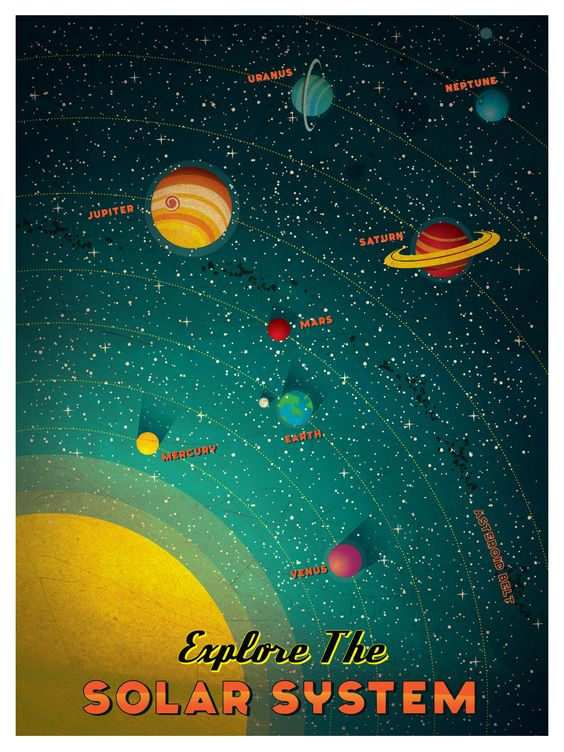 URANUS
NEPTUNE
JUPITER
SATURN
MARS
EARTH
MERCURY
ASTEROID BELT
VENUS
Explore The
SOLAR SYSTEM